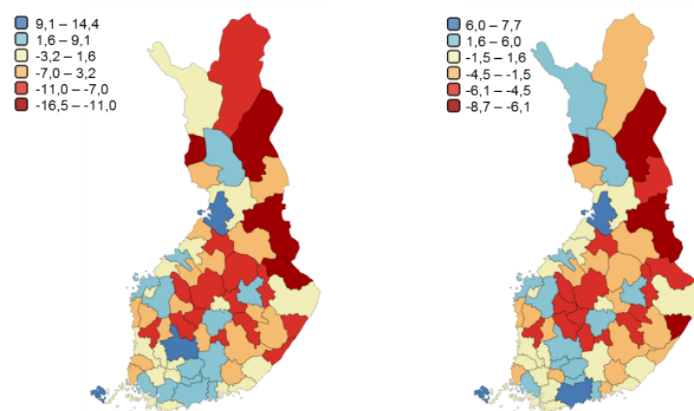 9,1 – 14,4
1,6 – 9,1
-3,2 – 1,6
-7,0 – 3,2
-11,0 – -7,0
-16,5 – -11,0
6,0 – 7,7
1,6 – 6,0
-1,5 – 1,6
-4,5 – -1,5
-6,1 – -4,5
-8,7 – -6,1